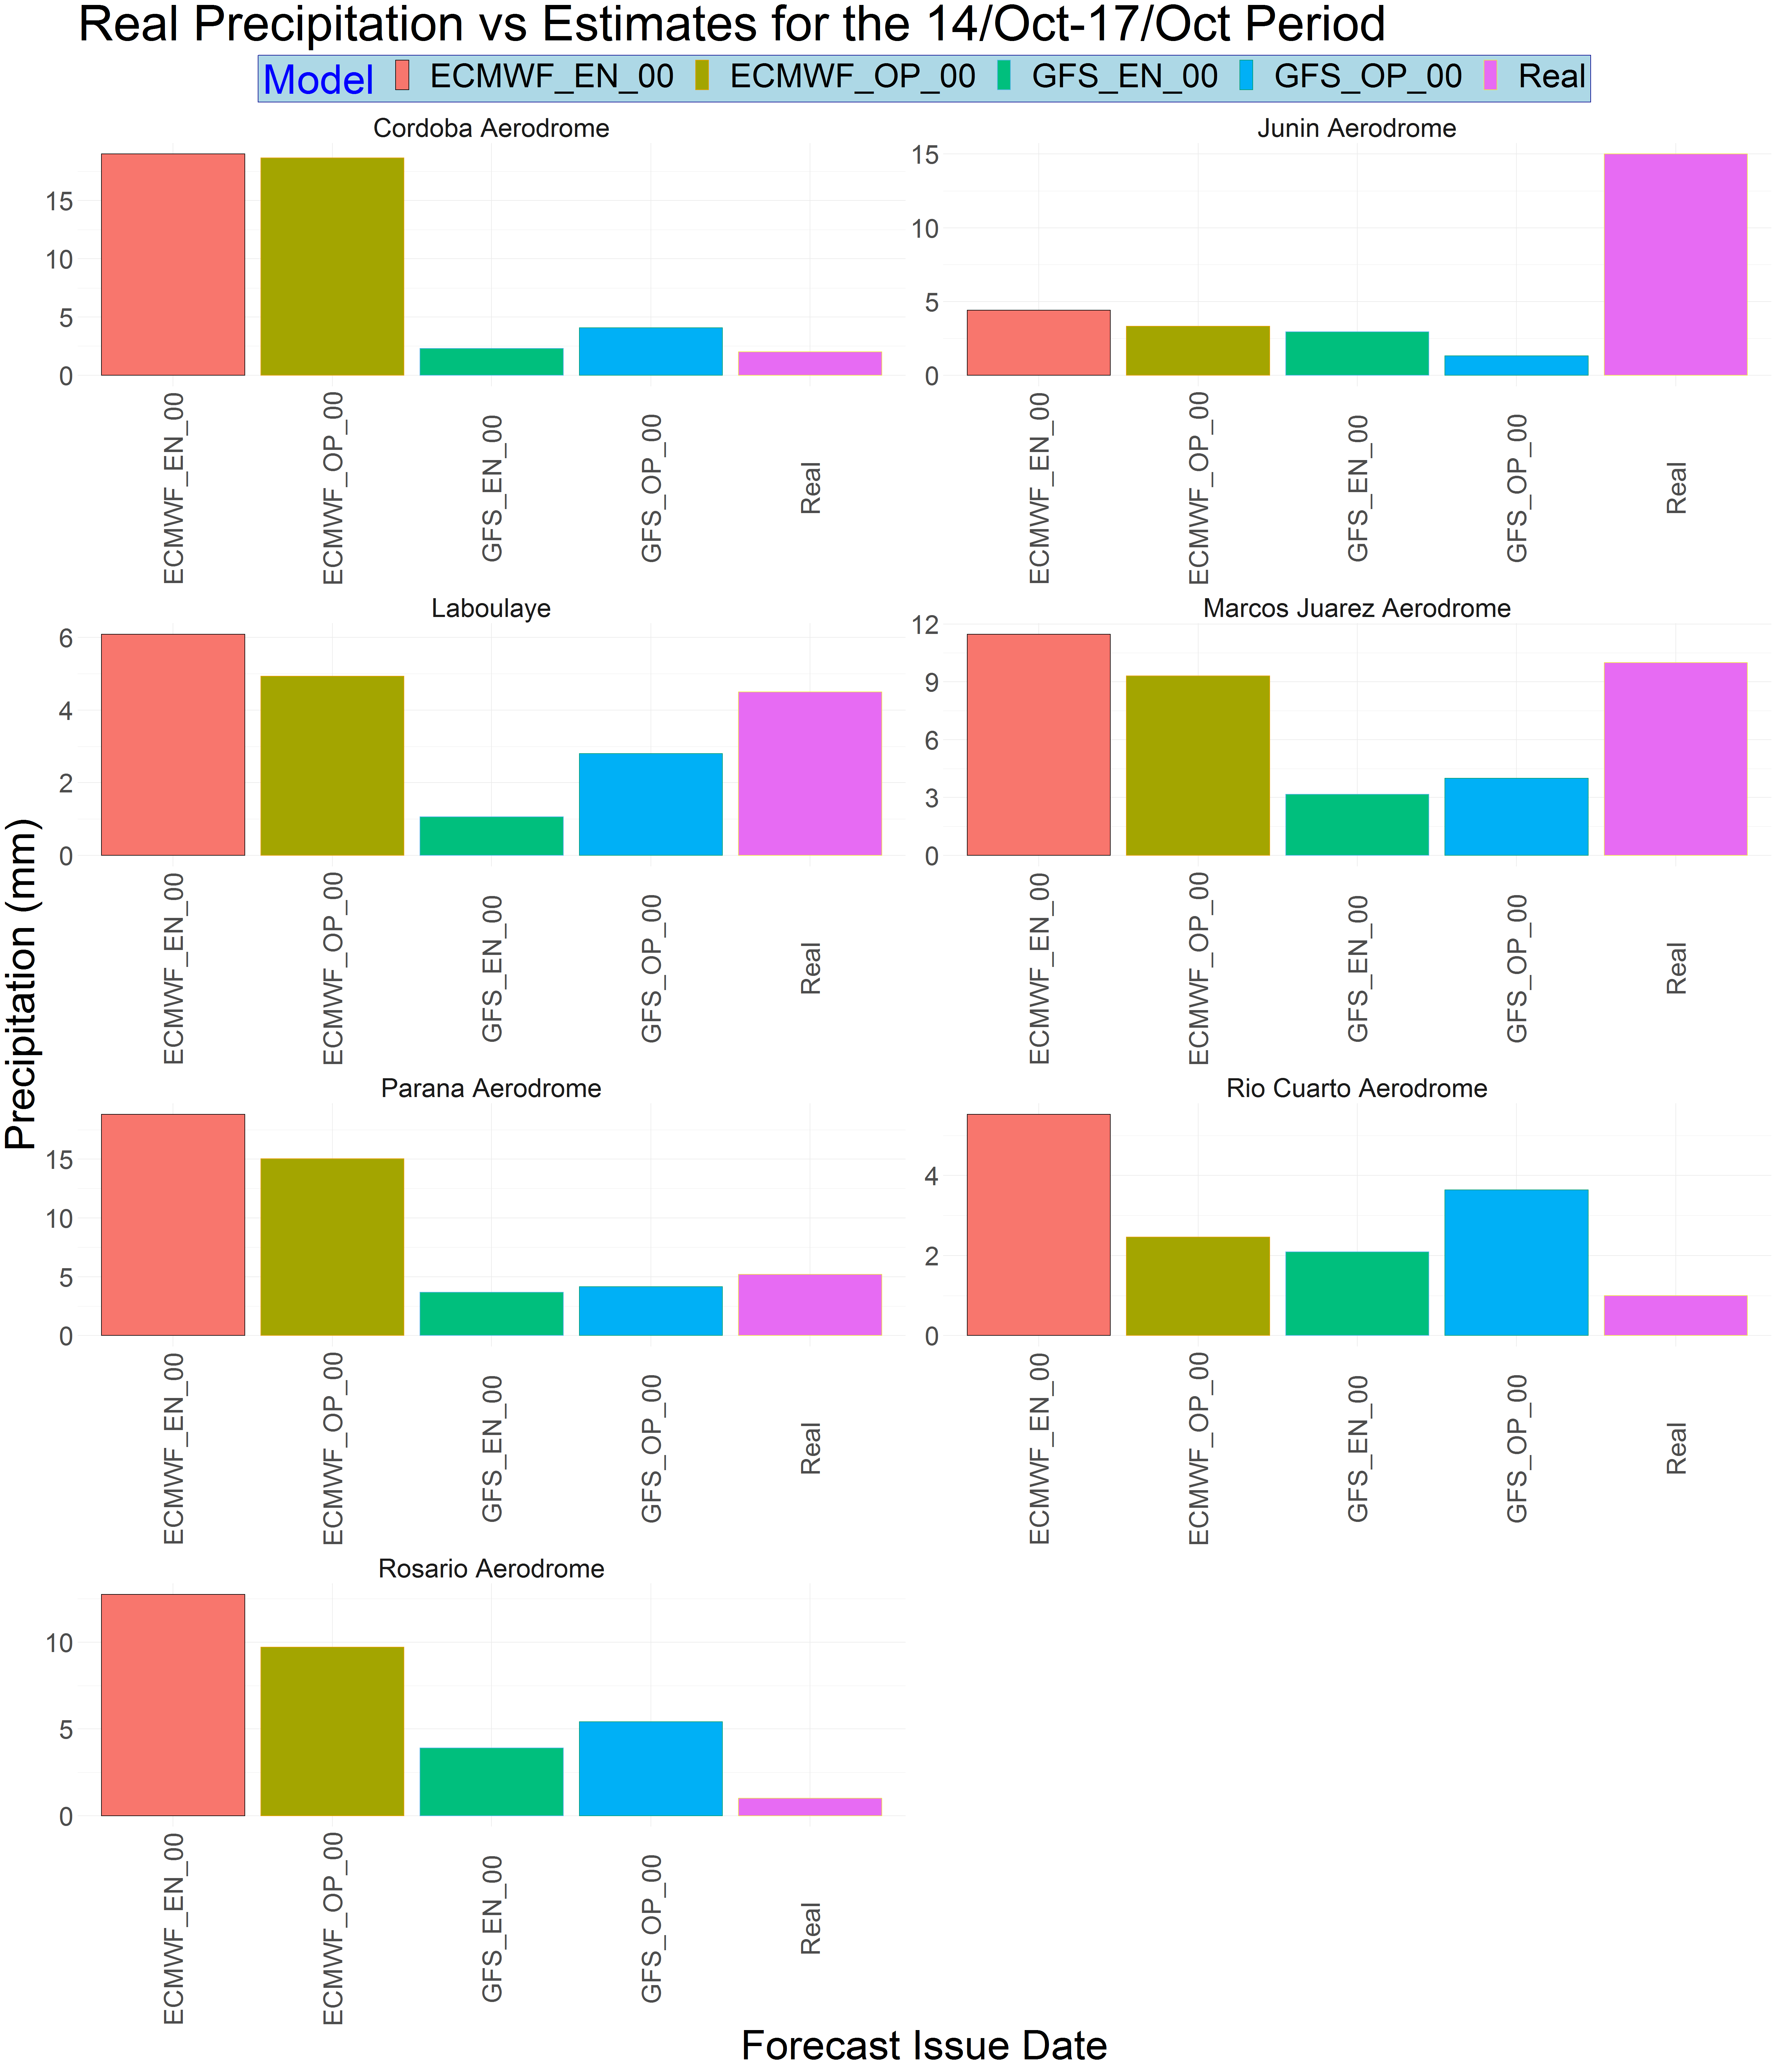 Real Precipitation vs Estimates for the 14/Oct-17/Oct Period
Model ECMWF_EN_00 ECMWF_OP_00 GFS_EN_00 GFS_OP_00 Real
Precipitation (mm)
Cordoba Aerodrome
15
10
5
0
ECMWF_EN_00
ECMWF_OP_00
GFS_EN_00
GFS_OP_00
Real
Junin Aerodrome
15
10
5
0
ECMWF_EN_00
ECMWF_OP_00
GFS_EN_00
GFS_OP_00
Real
Laboulaye
6
4
2
0
ECMWF_EN_00
ECMWF_OP_00
GFS_EN_00
GFS_OP_00
Real
Marcos Juarez Aerodrome
12
9
6
3
0
ECMWF_EN_00
ECMWF_OP_00
GFS_EN_00
GFS_OP_00
Real
Parana Aerodrome
15
10
5
0
ECMWF_EN_00
ECMWF_OP_00
GFS_EN_00
GFS_OP_00
Real
Rio Cuarto Aerodrome
4
2
0
ECMWF_EN_00
ECMWF_OP_00
GFS_EN_00
GFS_OP_00
Real
Rosario Aerodrome
10
5
0
ECMWF_EN_00
ECMWF_OP_00
GFS_EN_00
GFS_OP_00
Real
Forecast Issue Date